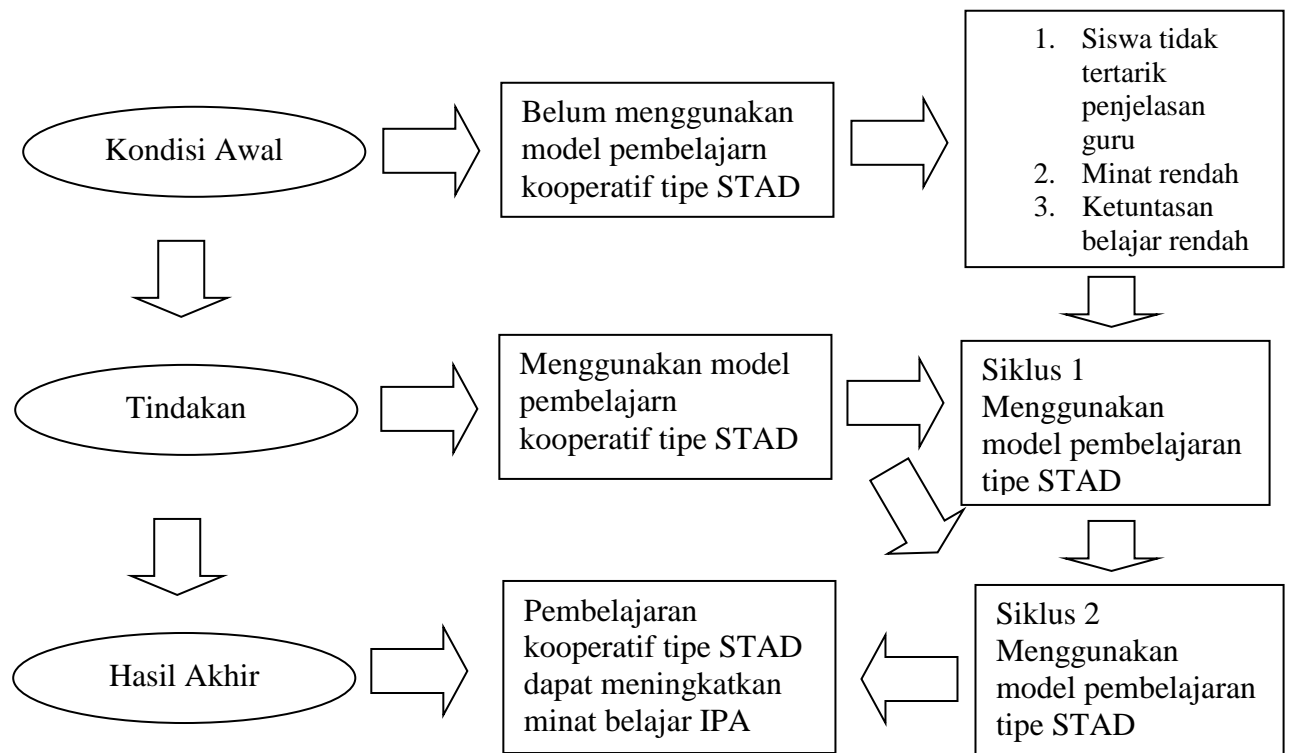 Kondisi Awal
Belum menggunakan
model pembelajarn
kooperatif tipe STAD
1. Siswa tidak
tertarik
penjelasan
guru
2. Minat rendah
3. Ketuntasan
belajar rendah
Tindakan
Menggunakan model
pembelajarn
kooperatif tipe STAD
Siklus 1
Menggunakan
model pembelajaran
tipe STAD
Hasil Akhir
Pembelajaran
kooperatif tipe STAD
dapat meningkatkan
minat belajar IPA
Siklus 2
Menggunakan
model pembelajaran
tipe STAD